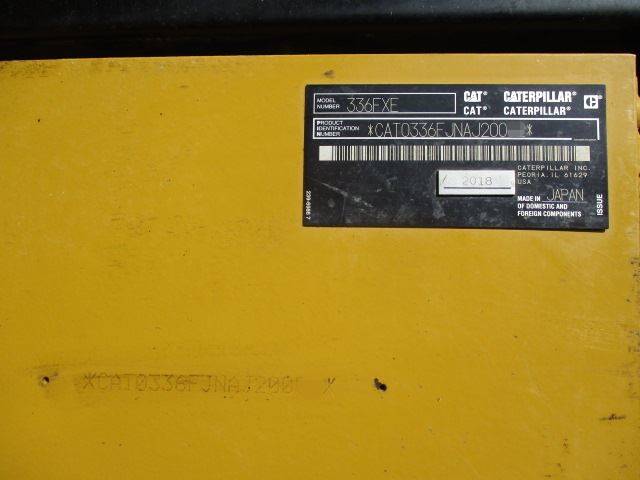 MODEL NUMBER 336FXE
CAT® CATERPILLAR®
CAT® CATERPILLAR®
PRODUCT IDENTIFICATION NUMBER *CAT0336FJNAJ200 *
CATERPILLAR INC.
PEORIA, IL 61629
USA
2018
MADE IN JAPAN
OF DOMESTIC AND
FOREIGN COMPONENTS
ISSUE
*CAT0336FJNAJ200 *